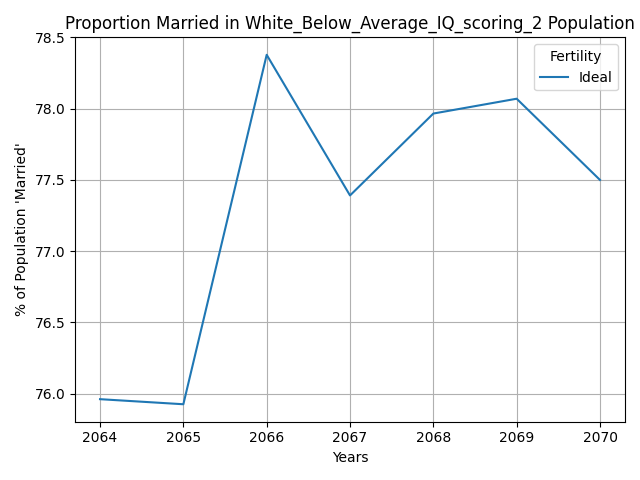 Proportion Married in White_Below_Average_IQ_scoring_2 Population
78.5
78.0
77.5
77.0
76.5
76.0
% of Population 'Married'
Fertility
Ideal
2064 2065 2066 2067 2068 2069 2070
Years